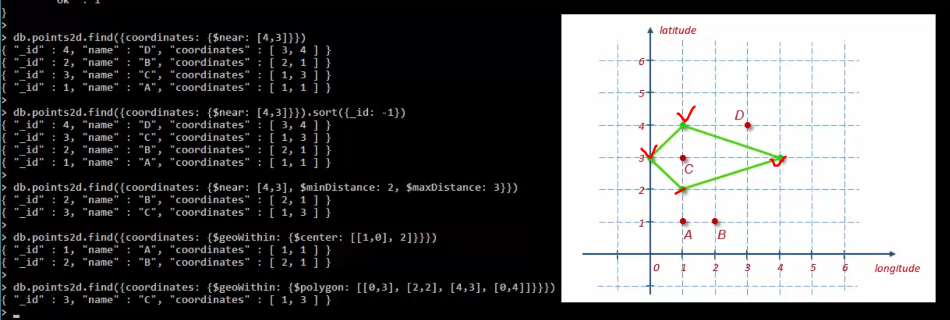 "ok" : 1
}
>
> db.points2d.find({coordinates: {$near: [4,3]}})
{ "_id" : 4, "name" : "D", "coordinates" : [ 3, 4 ] }
{ "_id" : 2, "name" : "B", "coordinates" : [ 2, 1 ] }
{ "_id" : 3, "name" : "C", "coordinates" : [ 1, 3 ] }
{ "_id" : 1, "name" : "A", "coordinates" : [ 1, 1 ] }
>
> db.points2d.find({coordinates: {$near: [4,3]}}).sort({_id: -1})
{ "_id" : 4, "name" : "D", "coordinates" : [ 3, 4 ] }
{ "_id" : 3, "name" : "C", "coordinates" : [ 1, 3 ] }
{ "_id" : 2, "name" : "B", "coordinates" : [ 2, 1 ] }
{ "_id" : 1, "name" : "A", "coordinates" : [ 1, 1 ] }
>
> db.points2d.find({coordinates: {$near: [4,3], $minDistance: 2, $maxDistance: 3}})
{ "_id" : 2, "name" : "B", "coordinates" : [ 2, 1 ] }
{ "_id" : 3, "name" : "C", "coordinates" : [ 1, 3 ] }
>
> db.points2d.find({coordinates: {$geoWithin: {$center: [[1,0], 2]}}})
{ "_id" : 1, "name" : "A", "coordinates" : [ 1, 1 ] }
{ "_id" : 2, "name" : "B", "coordinates" : [ 2, 1 ] }
>
> db.points2d.find({coordinates: {$geoWithin: {$polygon: [[0,3], [2,2], [4,3], [0,4]]}}})
{ "_id" : 3, "name" : "C", "coordinates" : [ 1, 3 ] }
>
latitude
6
5
D
4
3
C
2
1
A B
0 1 2 3 4 5 6
longitude